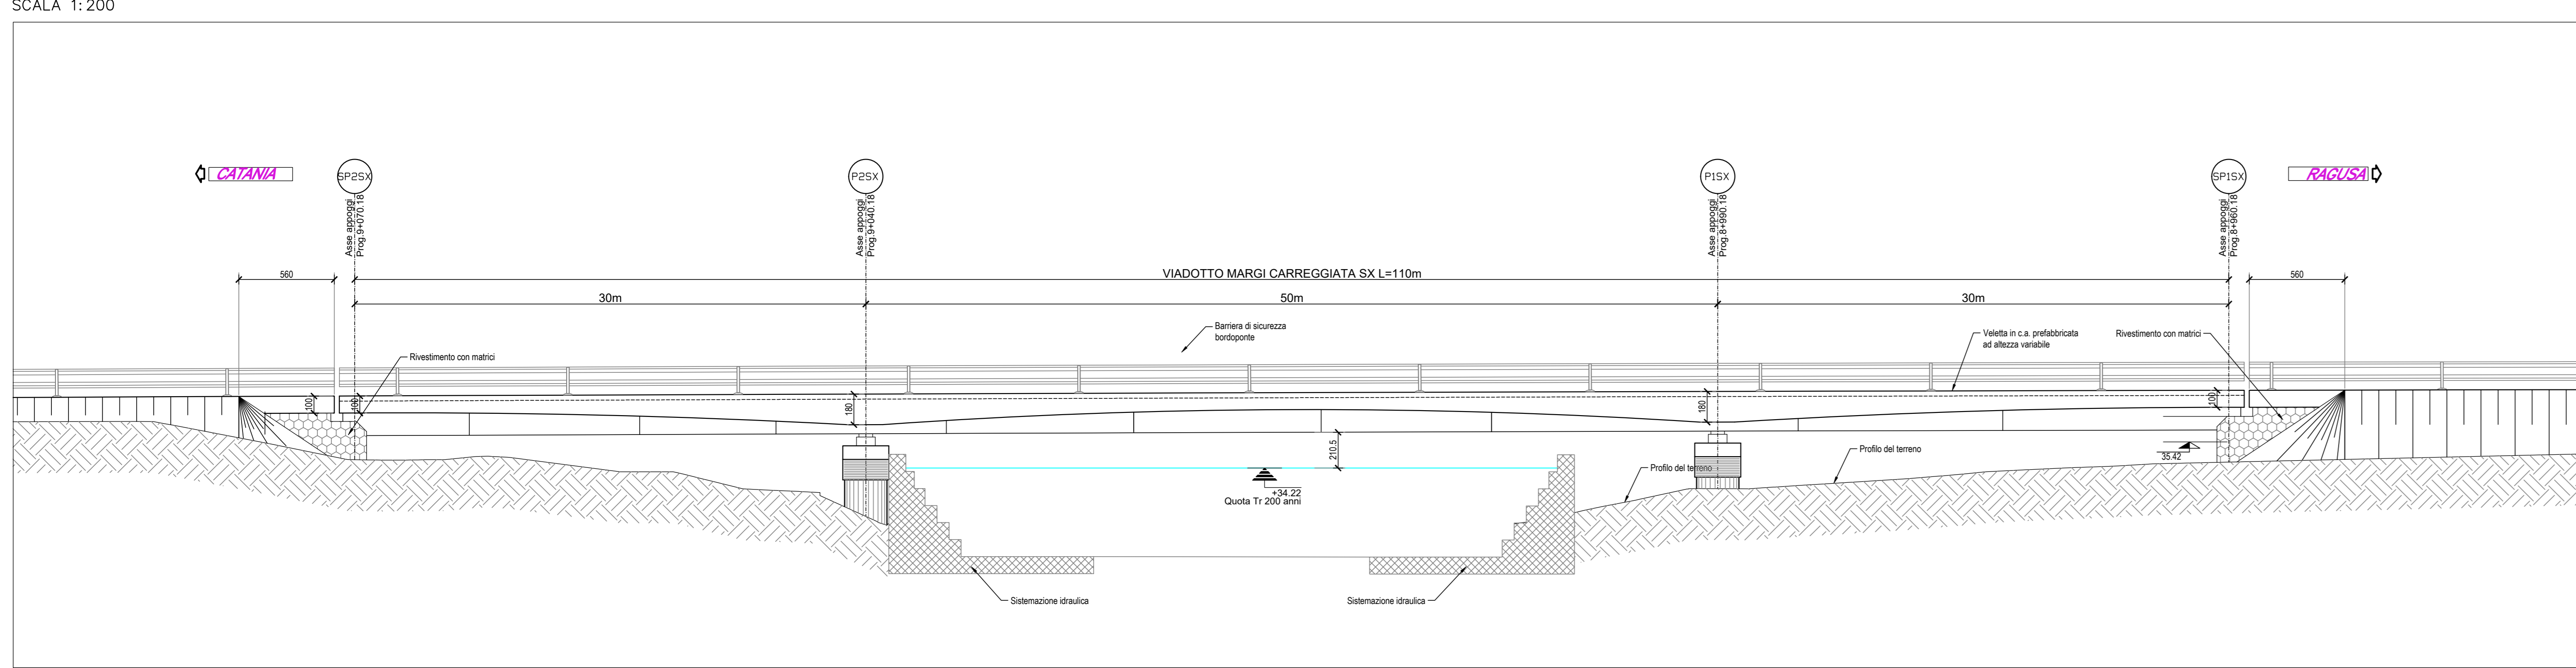 SCALA 1:200
CATANIA
SP2SX
P2SX
P1SX
SP1SX
RAGUSA
Asse appoggi
Prog.9+070.18
Asse appoggi
Prog.9+040.18
Asse appoggi
Prog.8+990.18
Asse appoggi
Prog.8+960.18
560
VIADOTTO MARGI CARREGGIATA SX L=110m
560
30m
50m
30m
Barriera di sicurezza
bordoponte
Veletta in c.a. prefabbricata
ad altezza variabile
Rivestimento con matrici
Rivestimento con matrici
100
100
180
180
100
210.5
Profilo del terreno
Profilo del terreno
35.42
+34.22
Quota Tr 200 anni
Sistemazione idraulica
Sistemazione idraulica